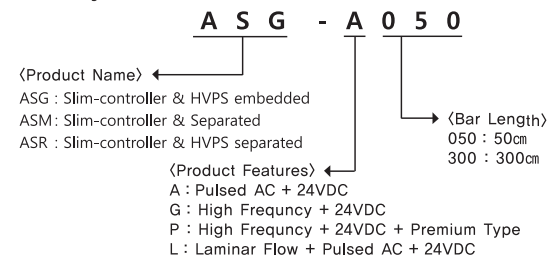 A S G - A 0 5 0
〈Product Name〉
ASG : Slim-controller & HVPS embedded
ASM : Slim-controller & Separated
ASR : Slim-controller & HVPS separated
〈Bar Length〉
050 : 50㎝
300 : 300㎝
〈Product Features〉
A : Pulsed AC + 24VDC
G : High Frequncy + 24VDC
P : High Frequncy + 24VDC + Premium Type
L : Laminar Flow + Pulsed AC + 24VDC